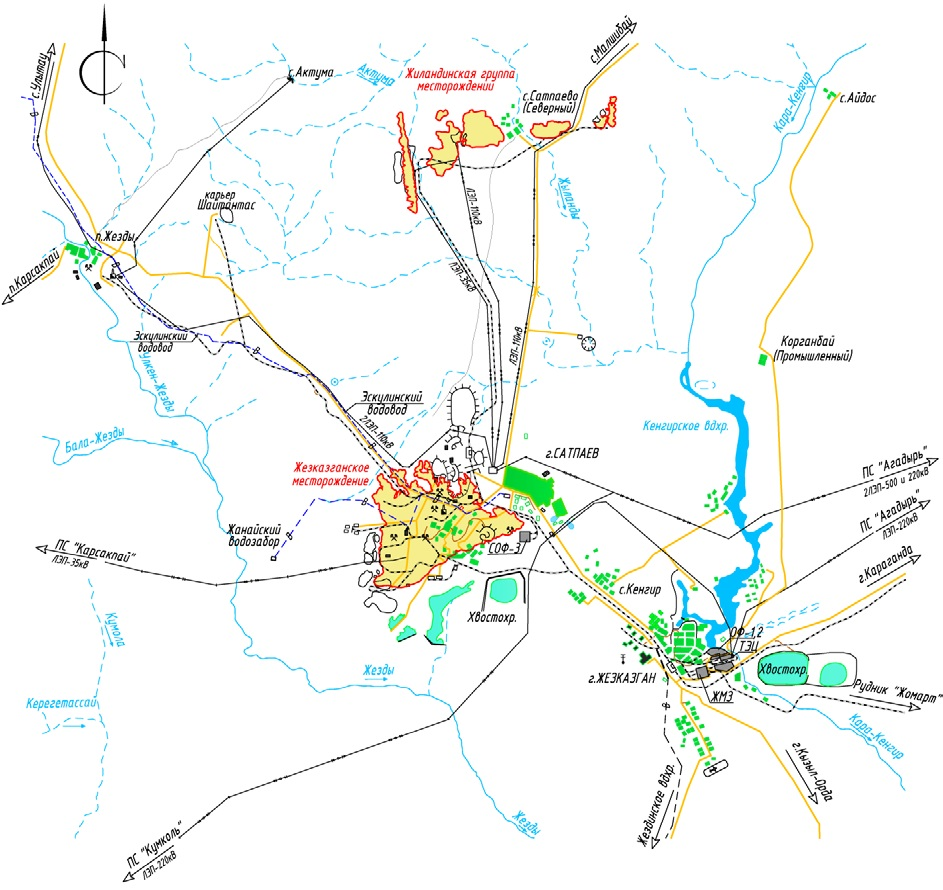 с.Улытау
С
с.Актума
Актума
Жиландинская группа
месторождений
с.Малшибай
с.Сатпаево
(Северный)
Кара-Кенгир
с.Айдос
Жыланды
карьер
Шаитантас
п.Жезды
п.Карсакпай
ЛЭП-110кВ
ЛЭП-35кВ
ЛЭП-110кВ
Эскулинский
водовод
Улкен-Жезды
Корганбай
(Промышленный)
Эскулинский
водовод
2ЛЭП-110кВ
Кенгирское вдхр.
Бала-Жезды
Жезказганское
месторождение
г.САТПАЕВ
ПС "Агадырь"
2ЛЭП-500 и 220кВ
ПС "Агадырь"
ЛЭП-220кВ
Жанайский
водозабор
СОФ-3
ПС "Карсакпай"
ЛЭП-35кВ
г.Караганда
с.Кенгир
Хвостохр.
Кумола
ОФ-1,2
ТЭЦ
Хвостохр.
Жезды
г.ЖЕЗКАЗГАН
ЖМЗ
Рудник "Жомарт"
Керегетассай
Кара-Кенгир
г.Кызыл-Орда
Жездинское вдхр.
Жезды
ПС "Кумколь"
ЛЭП-220кВ